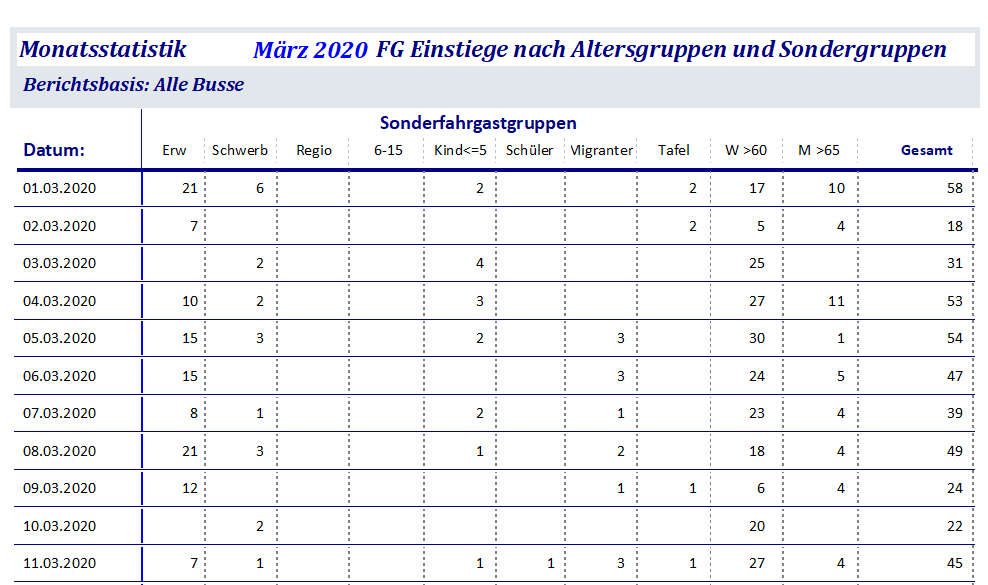 Monatsstatistik März 2020 FG Einstiege nach Altersgruppen und Sondergruppen
Berichtsbasis: Alle Busse
Sonderfahrgastgruppen
Datum: Erw Schwerb Regio 6-15 Kind<=5 Schüler Migranter Tafel W >60 M >65 Gesamt
01.03.2020 21 6 2 2 17 10 58
02.03.2020 7 2 5 4 18
03.03.2020 2 4 25 31
04.03.2020 10 2 3 27 11 53
05.03.2020 15 3 2 3 30 1 54
06.03.2020 15 3 24 5 47
07.03.2020 8 1 2 1 23 4 39
08.03.2020 21 3 1 2 18 4 49
09.03.2020 12 1 1 6 4 24
10.03.2020 2 20 22
11.03.2020 7 1 1 1 3 1 27 4 45